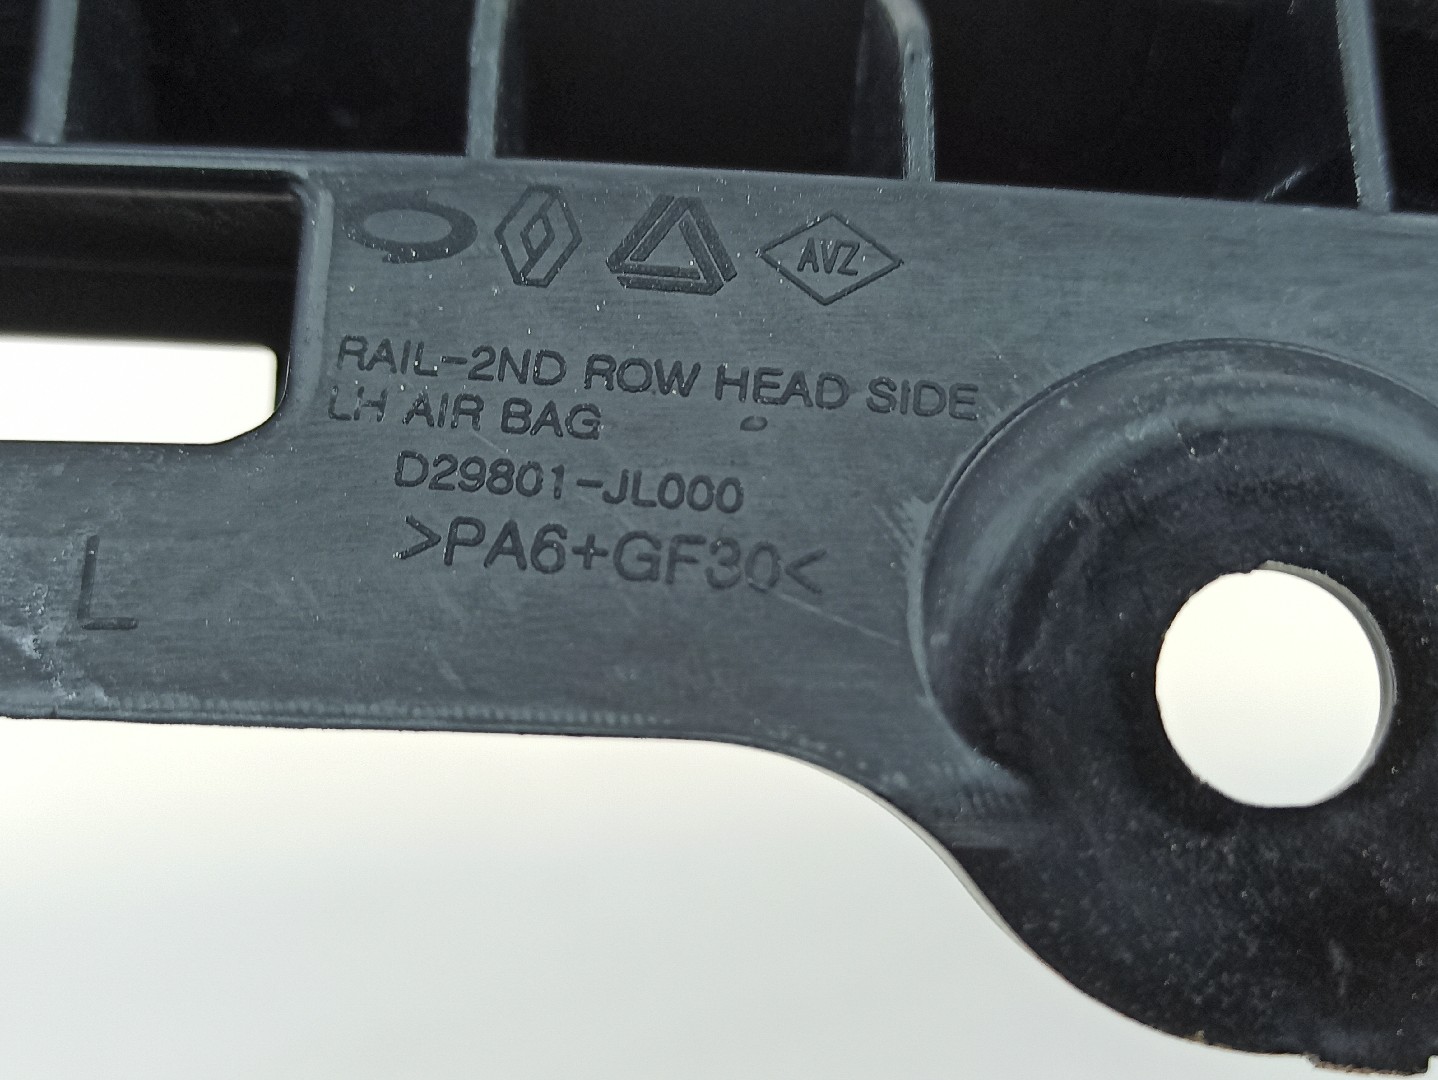 AVZ
RAIL-2ND ROW HEAD SIDE
LH AIR BAG
D29801-JL000
>PA6+GF30<
L